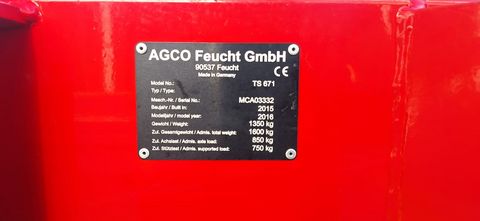 AGCO Feucht GmbH
90537 Feucht
Made in Germany
CE
Model No.: TS 671
Typ / Type:
Masch.-Nr. / Serial No.: MCA03332
Baujahr / Built in: 2015
Modelljahr / model year: 2016
Gewicht / Weight: 1350 kg
Zul. Gesamtgewicht / Admis. total weight: 1600 kg
Zul. Achslast / Admis. axle load: 850 kg
Zul. Stützlast / Admis. supported load: 750 kg